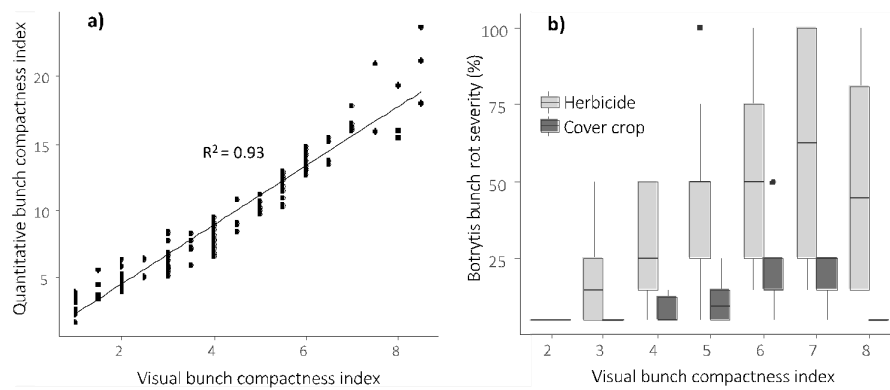 a)
Quantitative bunch compactness index
20
15
10
5
R² = 0.93
2
4
6
8
Visual bunch compactness index
b)
Botrytis bunch rot severity (%)
100
75
50
25
Herbicide
Cover crop
2
3
4
5
6
7
8
Visual bunch compactness index